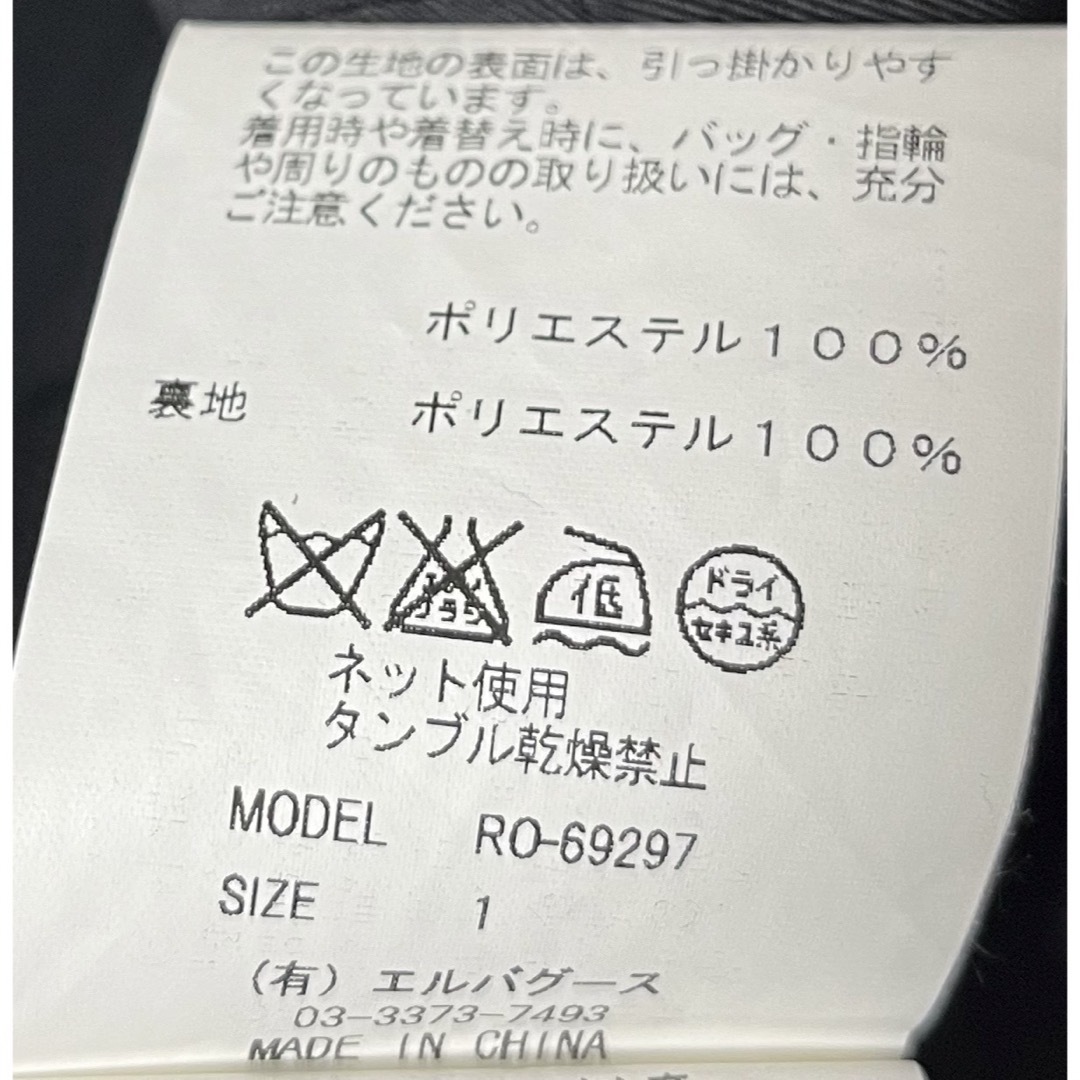 この生地の表面は、引っ掛かりやす
くなっています。
着用時や着替え時に、バッグ・指輪
や周りのものの取り扱いには、充分
ご注意ください。
ポリエステル１００％
裏地 ポリエステル１００％
エンソ
サラシ
低
ドライ
セキユ系
ネット使用
タンブル乾燥禁止
MODEL RO-69297
SIZE 1
（有）エルバグース
03-3373-7493
MADE IN CHINA